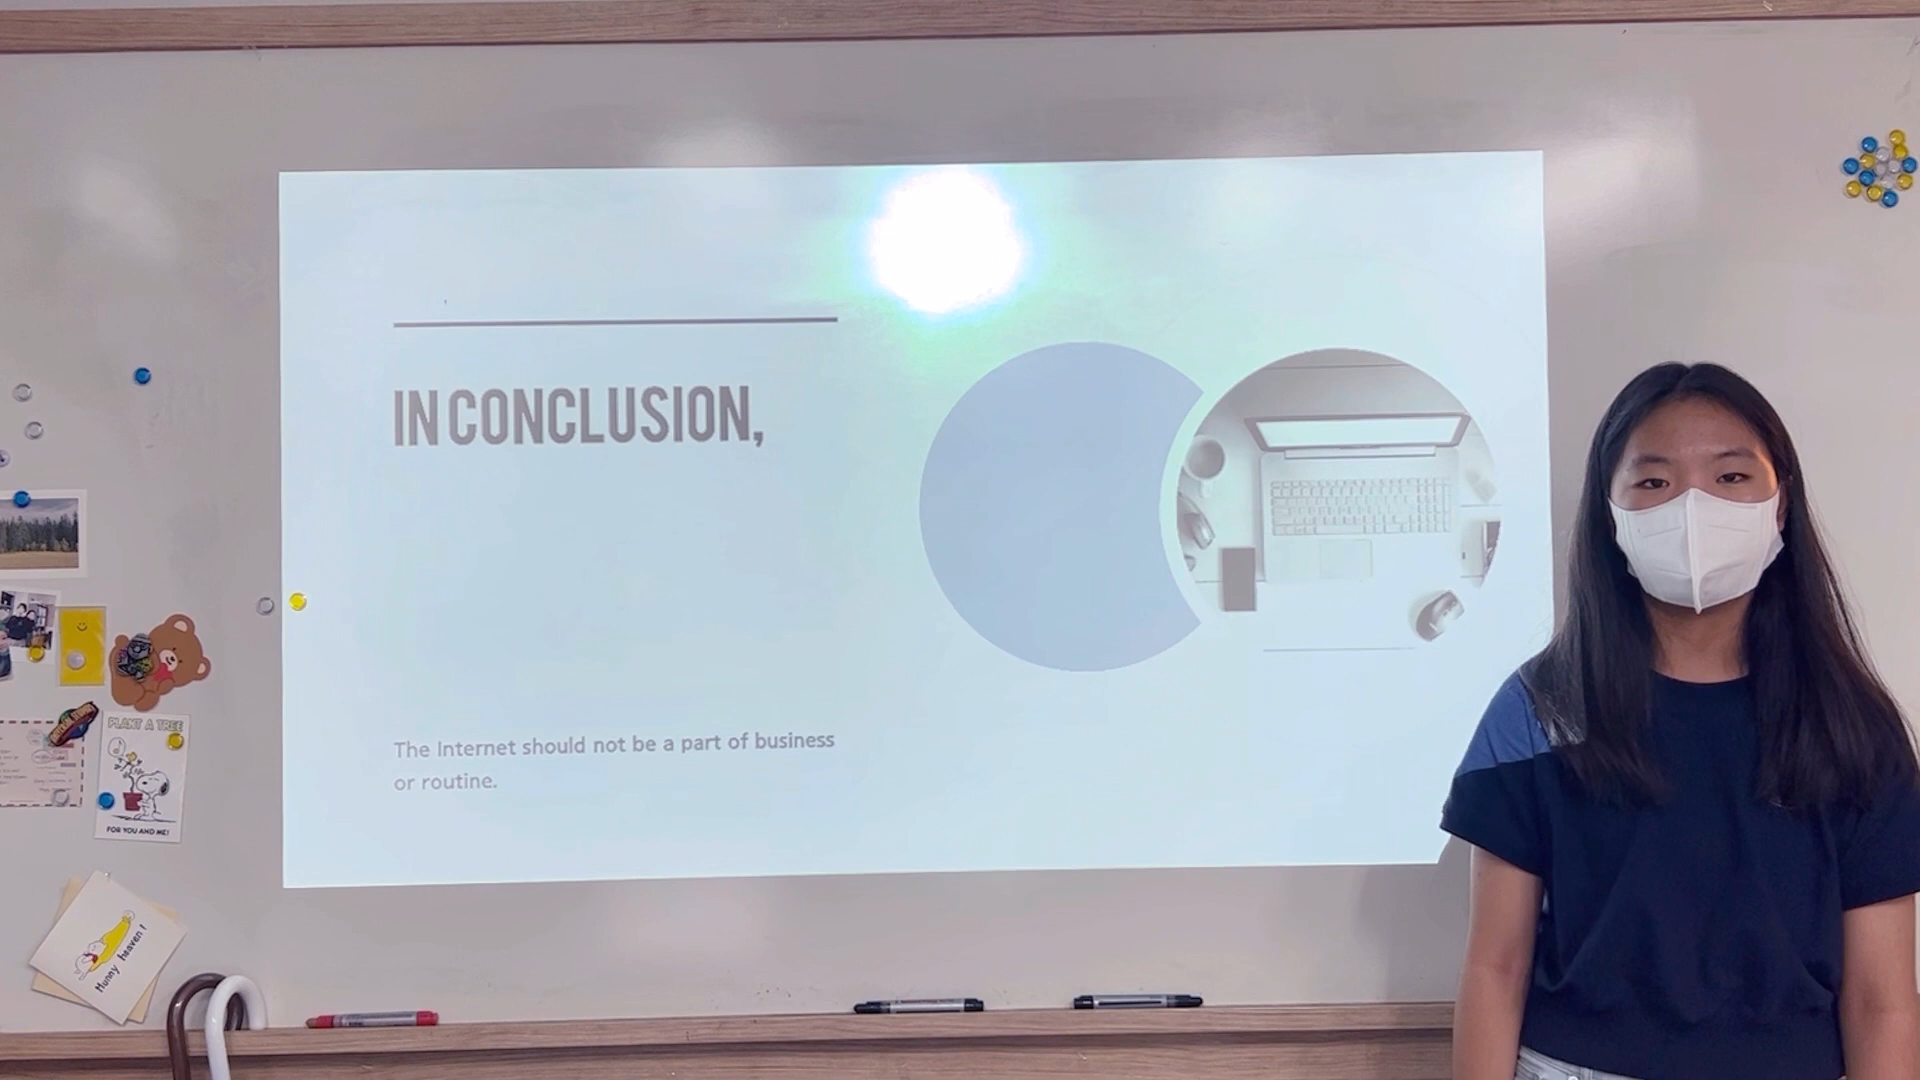 IN CONCLUSION,
The Internet should not be a part of business
or routine.
PLANT A TREE
FOR YOU AND ME!
Hunny heaven!